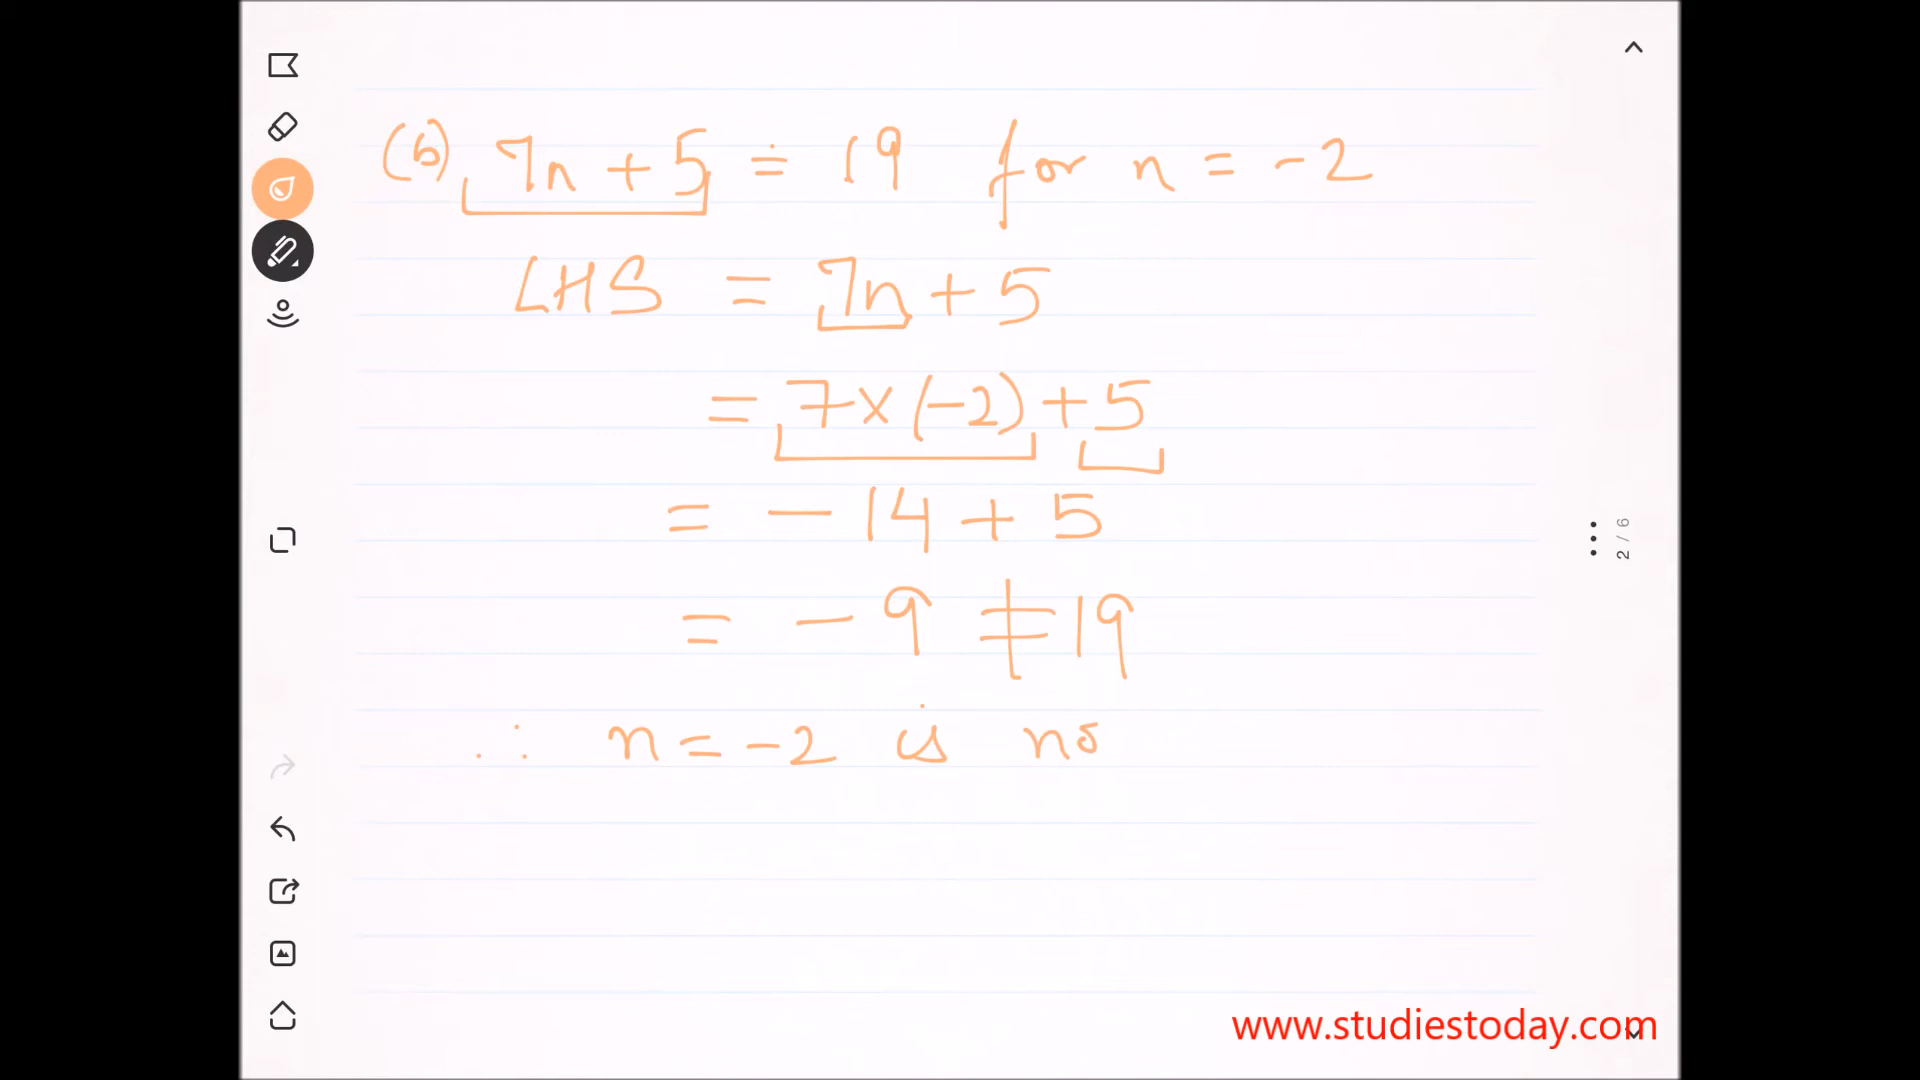 (b) 7n + 5 = 19 for n = -2
LHS = 7n + 5
= 7 x (-2) + 5
= - 14 + 5
= - 9 ≠ 19
∴ n = -2 is no
2 / 6
www.studiestoday.com